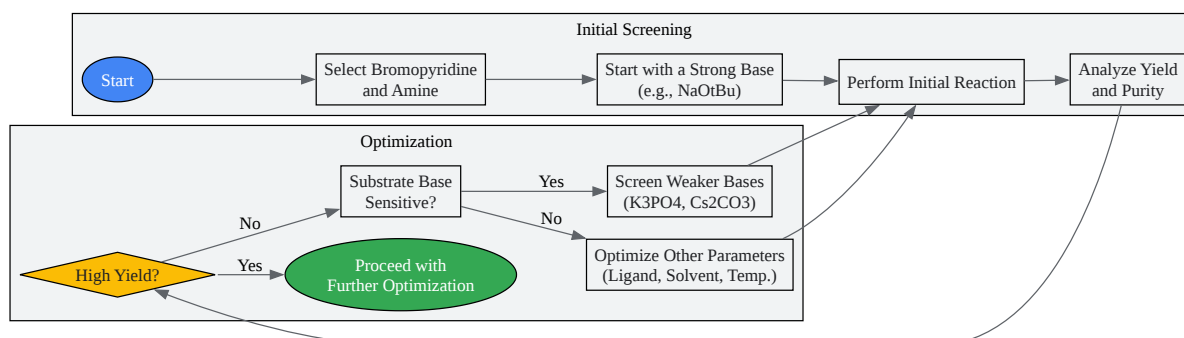 Initial Screening
Start
Select Bromopyridine
and Amine
Start with a Strong Base
(e.g., NaOtBu)
Perform Initial Reaction
Analyze Yield
and Purity
Optimization
Substrate Base
Sensitive?
Yes
Screen Weaker Bases
(K3PO4, Cs2CO3)
No
No
Optimize Other Parameters
(Ligand, Solvent, Temp.)
High Yield?
Yes
Proceed with
Further Optimization